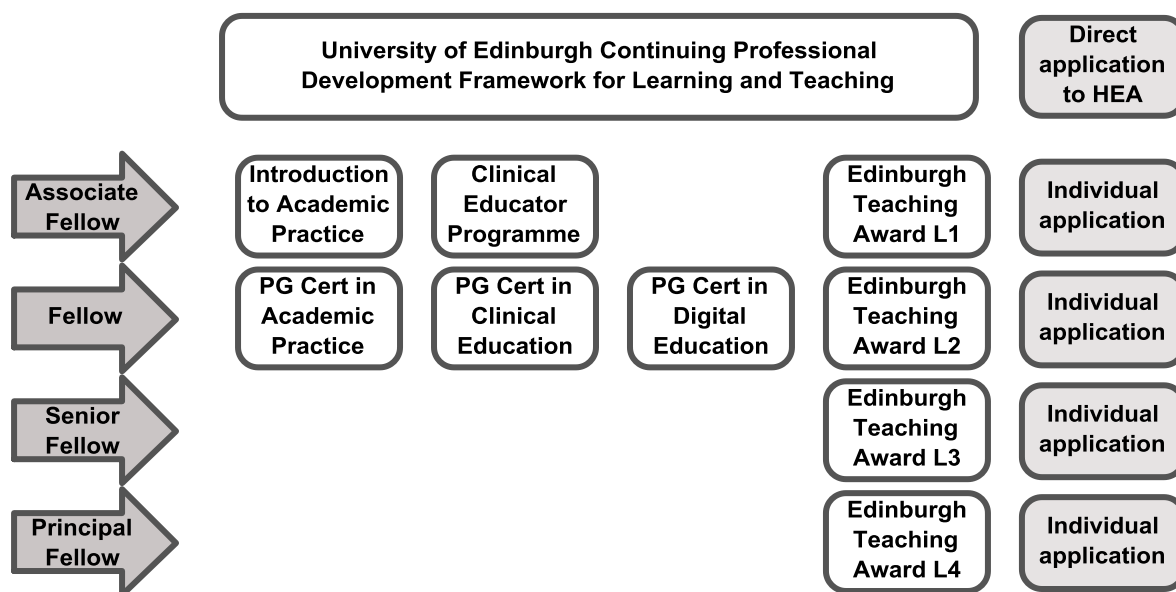 University of Edinburgh Continuing Professional
Development Framework for Learning and Teaching
Direct
application
to HEA
Associate
Fellow
Introduction
to Academic
Practice
Clinical
Educator
Programme
Edinburgh
Teaching
Award L1
Individual
application
Fellow
PG Cert in
Academic
Practice
PG Cert in
Clinical
Education
PG Cert in
Digital
Education
Edinburgh
Teaching
Award L2
Individual
application
Senior
Fellow
Edinburgh
Teaching
Award L3
Individual
application
Principal
Fellow
Edinburgh
Teaching
Award L4
Individual
application